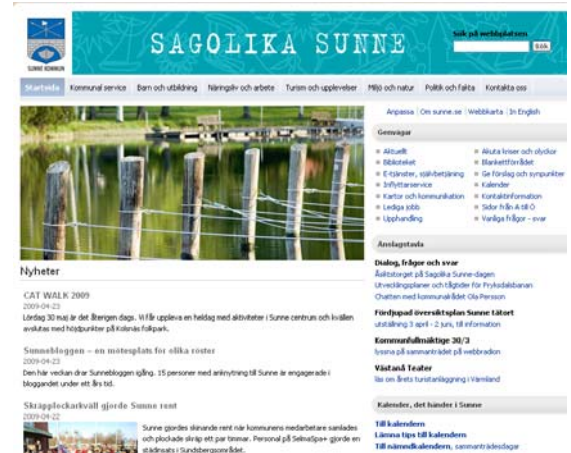 SUNNE KOMMUN
SAGOLIKA SUNNE
Sök på webbplatsen
Sök
Startsida Kommunal service Barn och utbildning Näringsliv och arbete Turism och upplevelser Miljö och natur Politik och fakta Kontakta oss
Anpassa | Om sunne.se | Webbkarta | In English
Genvägar
Aktuellt
Biblioteket
E-tjänster, självbetjäning
Inflyttarservice
Kartor och kommunikation
Lediga jobb
Upphandling
Akuta kriser och olyckor
Blankettförrådet
Ge förslag och synpunkter
Kalender
Kontaktinformation
Sidor från A till Ö
Vanliga frågor - svar
Anslagstavla
Dialog, frågor och svar
Åsiktstorget på Sagolika Sunne-dagen
Utvecklingsplaner och tågtider för Fryksdalsbanan
Chatten med kommunalrådet Ola Persson
Fördjupad översiktsplan Sunne tätort
utställning 3 april - 2 juni, till information
Kommunfullmäktige 30/3
lyssna på sammanträdet på webbradion
Västanå Teater
läs om årets turistanläggning i Värmland
Kalender, det händer i Sunne
Till kalendern
Lämna tips till kalendern
Till nämndkalendern, sammanträdesdagar
Nyheter
CAT WALK 2009
2009-04-23
Lördag 30 maj är det återigen dags. Vi får uppleva en heldag med aktiviteter i Sunne centrum och kvällen
avslutas med höjdpunkter på Kolsnäs folkpark.
Sunnebloggen – en mötesplats för olika röster
2009-04-23
Den här veckan drar Sunnebloggen igång. 15 personer med anknytning till Sunne är engagerade i
bloggandet under ett års tid.
Skräpplockarkväll gjorde Sunne rent
2009-04-22
Sunne gjordes skinande rent när kommunens medarbetare samlades
och plockade skräp ett par timmar. Personal på SelmaSpa+ gjorde en
städinsats i Sundsbergsområdet.